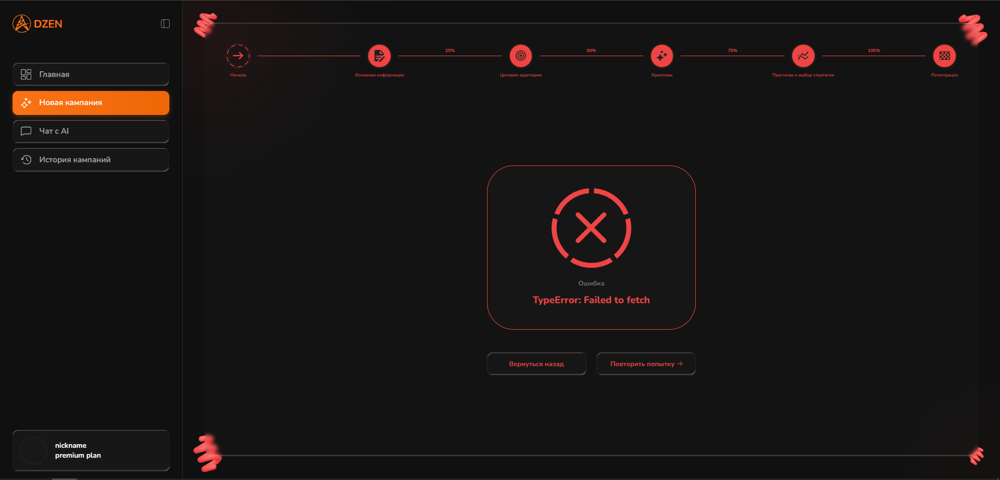 DZEN
Главная
Новая кампания
Чат с AI
История кампаний
nickname
premium plan
25%
50%
75%
100%
Начало
Основная информация
Целевая аудитория
Креативы
Прогнозы и выбор стратегии
Регистрация
Ошибка
TypeError: Failed to fetch
Вернуться назад
Повторить попытку →